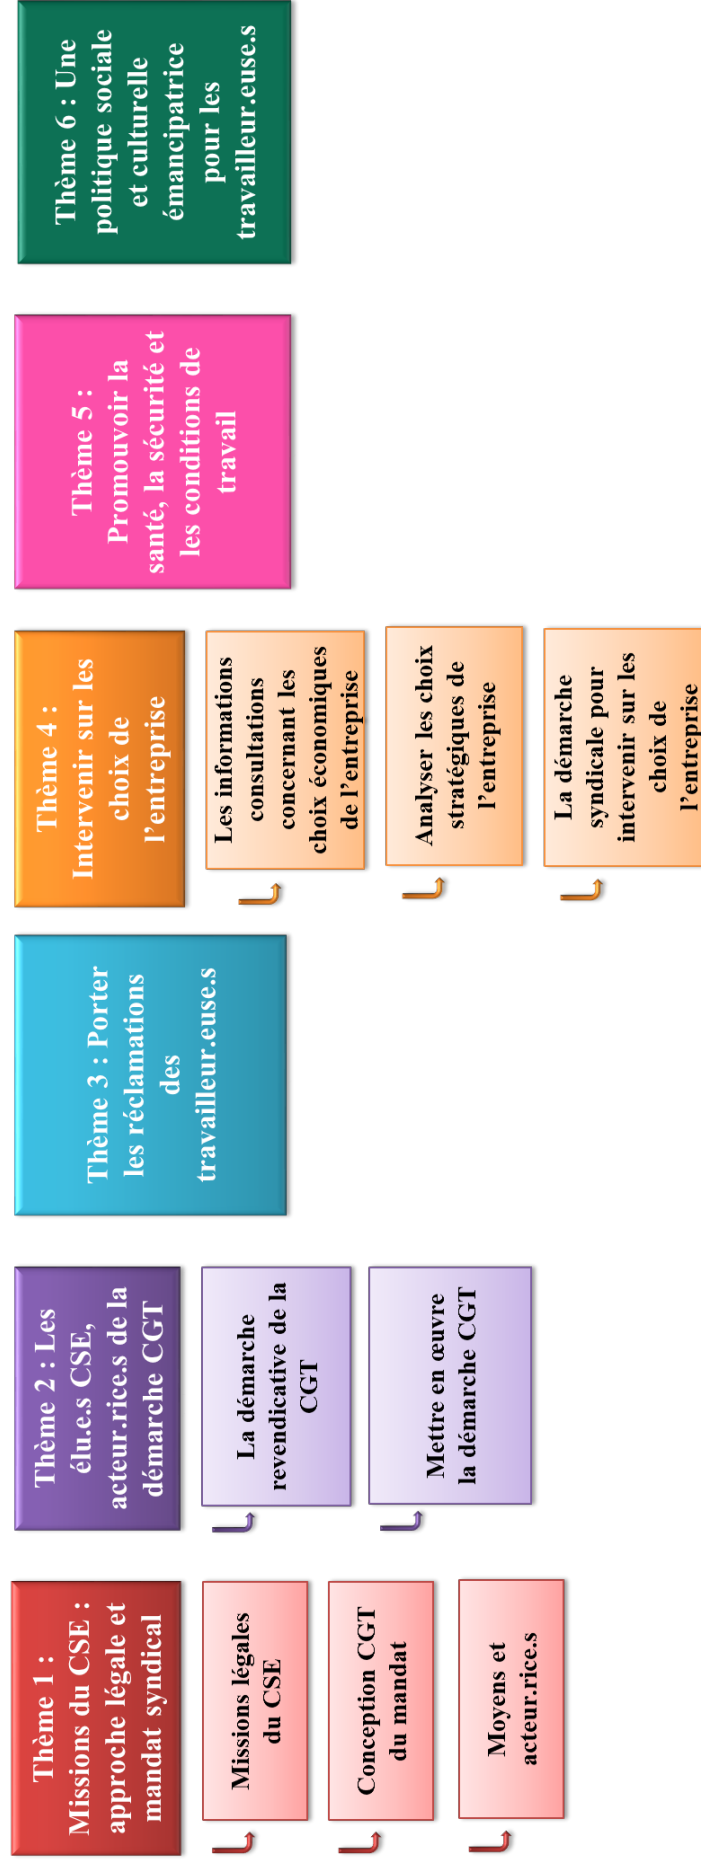 Thème 1 :
Missions du CSE :
approche légale et
mandat syndical
Missions légales
du CSE
Conception CGT
du mandat
Moyens et
acteur.rice.s
Thème 2 : Les
élu.e.s CSE,
acteur.rice.s de la
démarche CGT
La démarche
revendicative de la
CGT
Mettre en œuvre
la démarche CGT
Thème 3 : Porter
les réclamations
des
travailleur.euse.s
Thème 4 :
Intervenir sur les
choix de
l’entreprise
Les informations
consultations
concernant les
choix économiques
de l’entreprise
Analyser les choix
stratégiques de
l’entreprise
La démarche
syndicale pour
intervenir sur les
choix de
l’entreprise
Thème 5 :
Promouvoir la
santé, la sécurité et
les conditions de
travail
Thème 6 : Une
politique sociale
et culturelle
émancipatrice
pour les
travailleur.euse.s